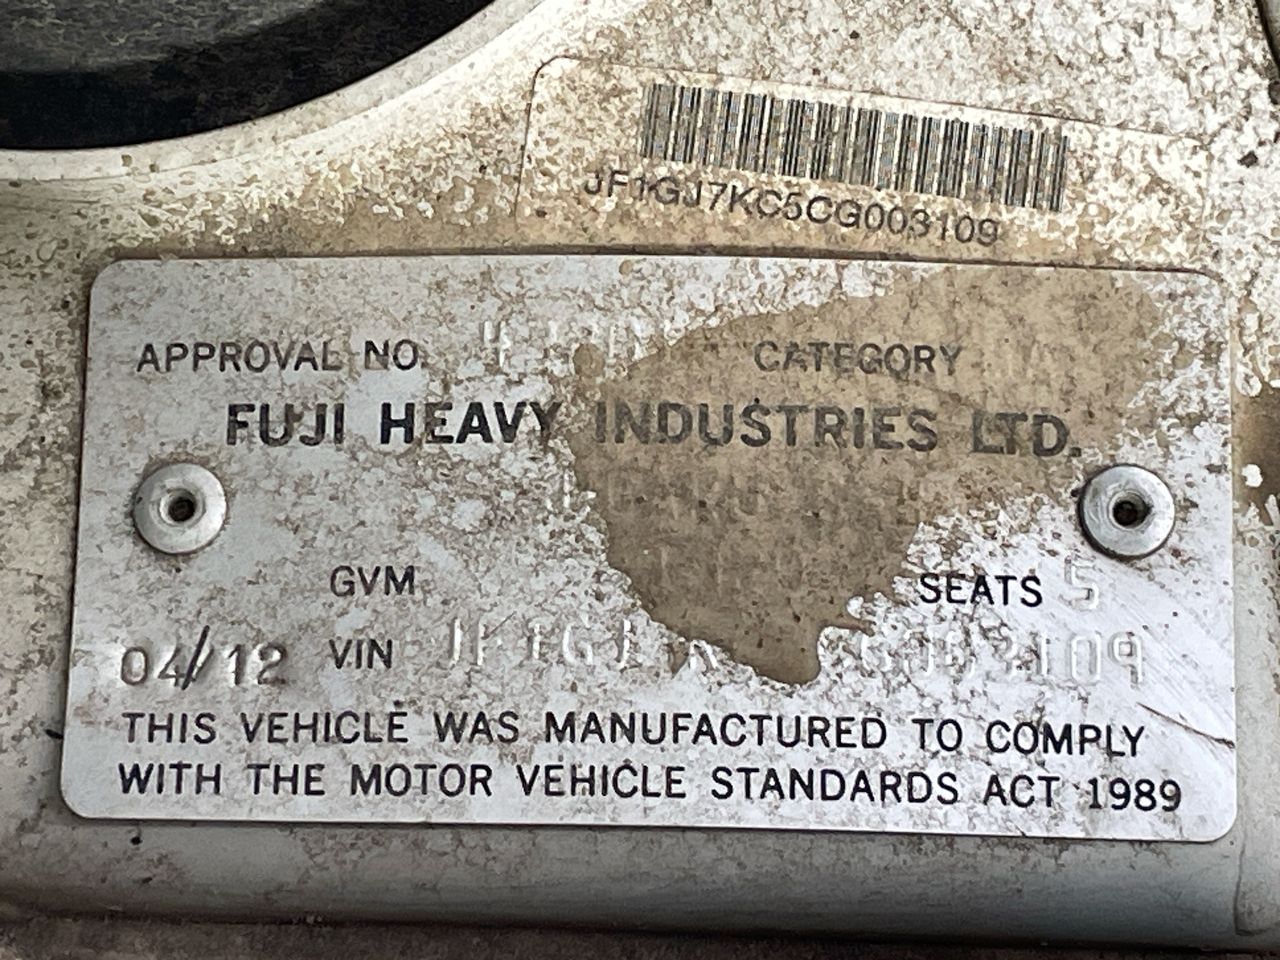 JF1GJ7KC5CG003109
APPROVAL NO. CATEGORY
FUJI HEAVY INDUSTRIES LTD.
GVM SEATS 5
04/12 VIN
THIS VEHICLE WAS MANUFACTURED TO COMPLY
WITH THE MOTOR VEHICLE STANDARDS ACT 1989